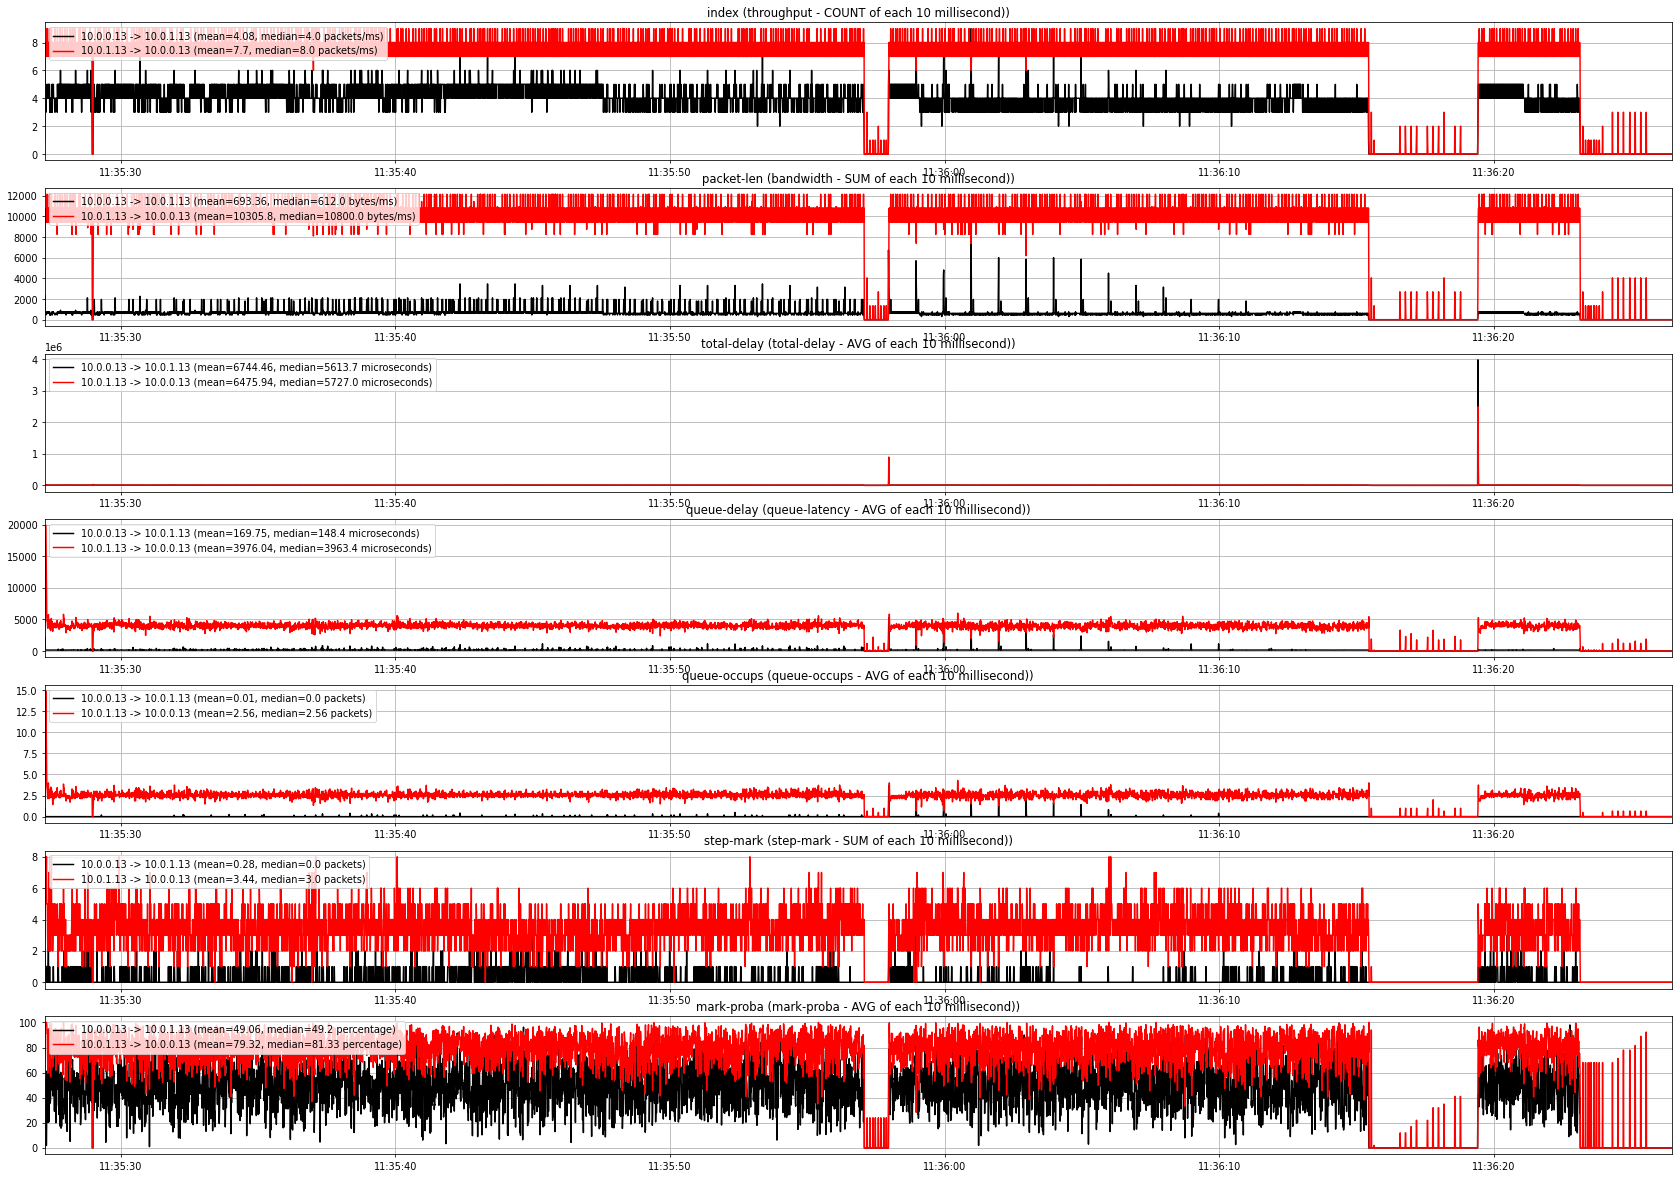 index (throughput - COUNT of each 10 millisecond))
10.0.0.13 -> 10.0.1.13 (mean=4.08, median=4.0 packets/ms)
10.0.1.13 -> 10.0.0.13 (mean=7.7, median=8.0 packets/ms)
8
6
4
2
0
11:35:30 11:35:40 11:35:50 11:36:00 11:36:10 11:36:20
packet-len (bandwidth - SUM of each 10 millisecond))
10.0.0.13 -> 10.0.1.13 (mean=693.36, median=612.0 bytes/ms)
10.0.1.13 -> 10.0.0.13 (mean=10305.8, median=10800.0 bytes/ms)
12000
10000
8000
6000
4000
2000
0
11:35:30 11:35:40 11:35:50 11:36:00 11:36:10 11:36:20
1e6
total-delay (total-delay - AVG of each 10 millisecond))
10.0.0.13 -> 10.0.1.13 (mean=6744.46, median=5613.7 microseconds)
10.0.1.13 -> 10.0.0.13 (mean=6475.94, median=5727.0 microseconds)
4
3
2
1
0
11:35:30 11:35:40 11:35:50 11:36:00 11:36:10 11:36:20
queue-delay (queue-latency - AVG of each 10 millisecond))
10.0.0.13 -> 10.0.1.13 (mean=169.75, median=148.4 microseconds)
10.0.1.13 -> 10.0.0.13 (mean=3976.04, median=3963.4 microseconds)
20000
15000
10000
5000
0
11:35:30 11:35:40 11:35:50 11:36:00 11:36:10 11:36:20
queue-occups (queue-occups - AVG of each 10 millisecond))
10.0.0.13 -> 10.0.1.13 (mean=0.01, median=0.0 packets)
10.0.1.13 -> 10.0.0.13 (mean=2.56, median=2.56 packets)
15.0
12.5
10.0
7.5
5.0
2.5
0.0
11:35:30 11:35:40 11:35:50 11:36:00 11:36:10 11:36:20
step-mark (step-mark - SUM of each 10 millisecond))
10.0.0.13 -> 10.0.1.13 (mean=0.28, median=0.0 packets)
10.0.1.13 -> 10.0.0.13 (mean=3.44, median=3.0 packets)
8
6
4
2
0
11:35:30 11:35:40 11:35:50 11:36:00 11:36:10 11:36:20
mark-proba (mark-proba - AVG of each 10 millisecond))
10.0.0.13 -> 10.0.1.13 (mean=49.06, median=49.2 percentage)
10.0.1.13 -> 10.0.0.13 (mean=79.32, median=81.33 percentage)
100
80
60
40
20
0
11:35:30 11:35:40 11:35:50 11:36:00 11:36:10 11:36:20